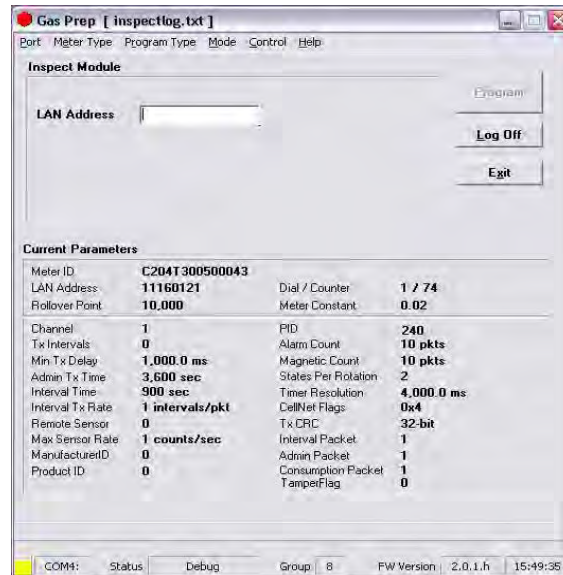 Gas Prep [ inspectlog.txt ]
Port Meter Type Program Type Mode Control Help
Inspect Module
Program
LAN Address
Log Off
Exit
Current Parameters
Meter ID C204T300500043
LAN Address 11160121 Dial / Counter 1 / 74
Rollover Point 10,000 Meter Constant 0.02
Channel 1 PID 240
Tx Intervals 0 Alarm Count 10 pkts
Min Tx Delay 1,000.0 ms Magnetic Count 10 pkts
Admin Tx Time 3,600 sec States Per Rotation 2
Interval Time 900 sec Timer Resolution 4,000.0 ms
Interval Tx Rate 1 intervals/pkt CellNet Flags 0x4
Remote Sensor 0 Tx CRC 32-bit
Max Sensor Rate 1 counts/sec Interval Packet 1
ManufacturerID 0 Admin Packet 1
Product ID 0 Consumption Packet 1
TamperFlag 0
COM4: Status Debug Group 8 FW Version 2.0.1.h 15:49:35